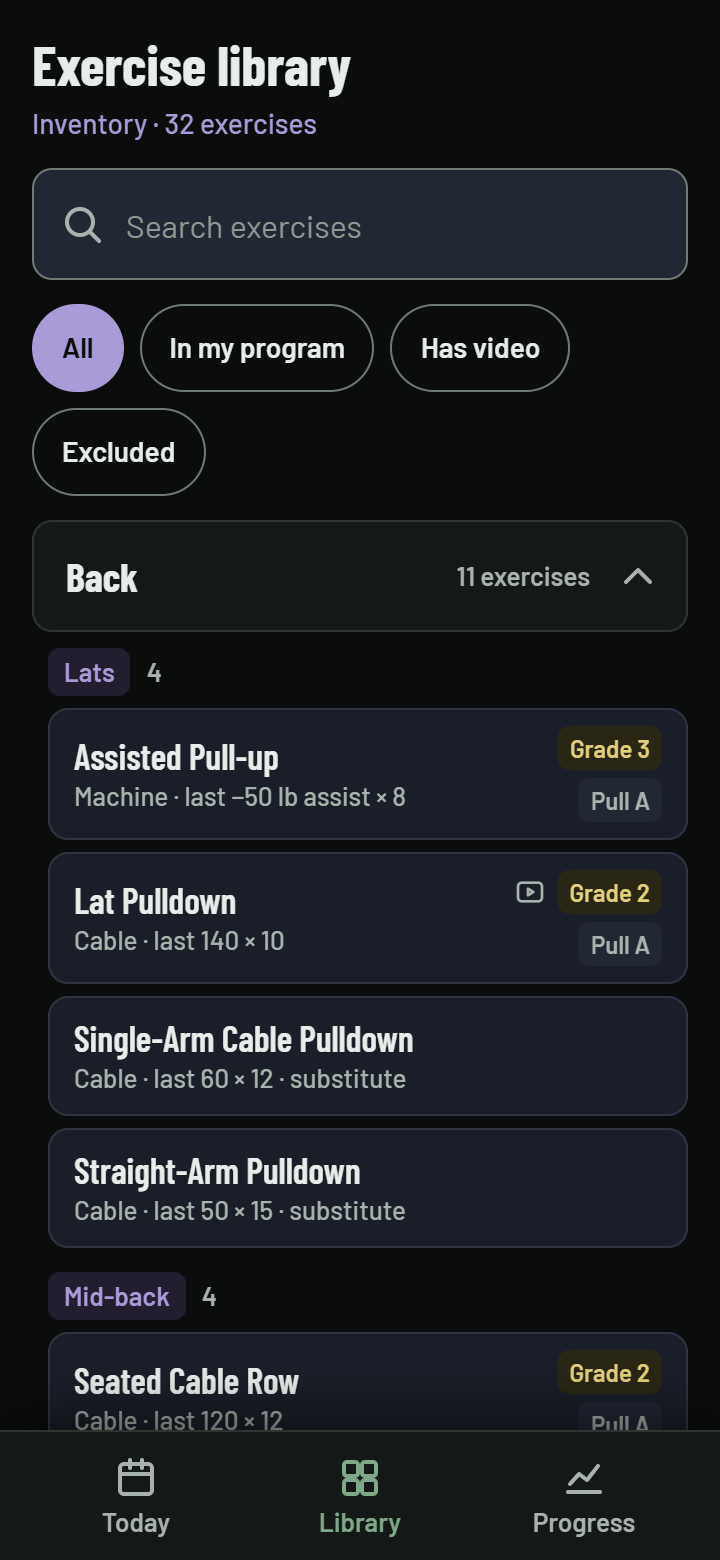 Exercise library
Inventory · 32 exercises
Search exercises
All
In my program
Has video
Excluded
Back
11 exercises
Lats
4
Assisted Pull-up
Grade 3
Machine · last −50 lb assist × 8
Pull A
Lat Pulldown
Grade 2
Cable · last 140 × 10
Pull A
Single-Arm Cable Pulldown
Cable · last 60 × 12 · substitute
Straight-Arm Pulldown
Cable · last 50 × 15 · substitute
Mid-back
4
Seated Cable Row
Grade 2
Cable · last 120 × 12
Pull A
Today
Library
Progress